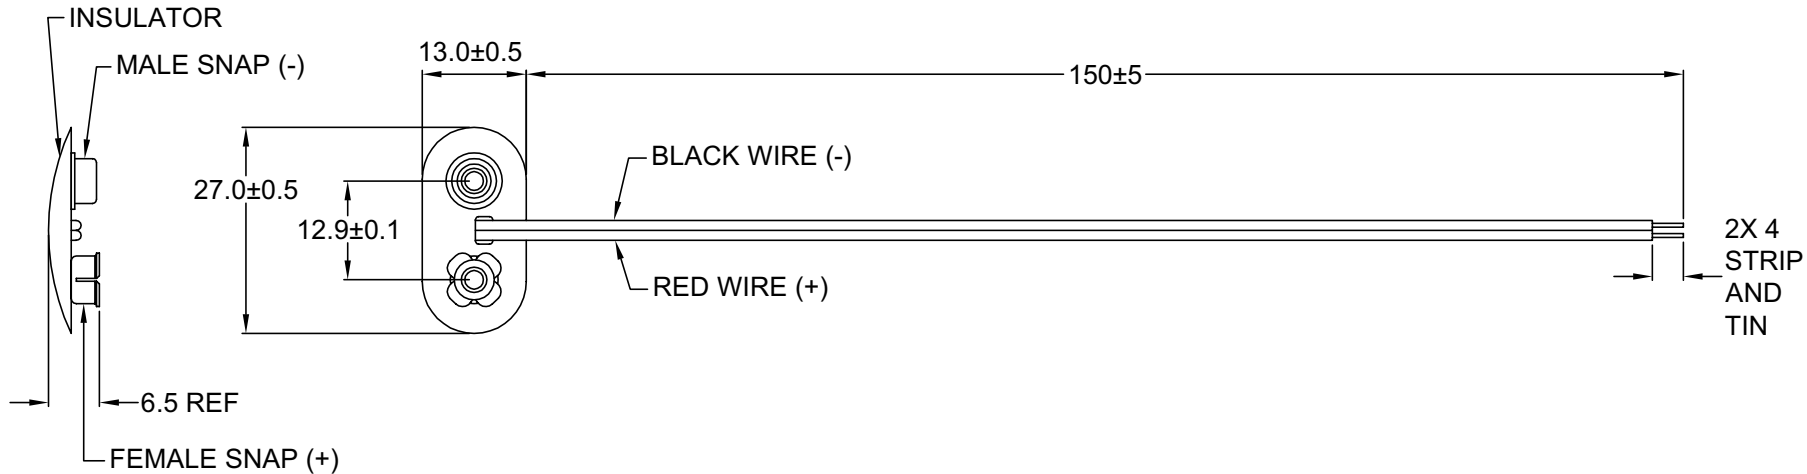 INSULATOR
MALE SNAP (-)
13.0±0.5
150±5
27.0±0.5
12.9±0.1
BLACK WIRE (-)
RED WIRE (+)
2X 4
STRIP
AND
TIN
6.5 REF
FEMALE SNAP (+)